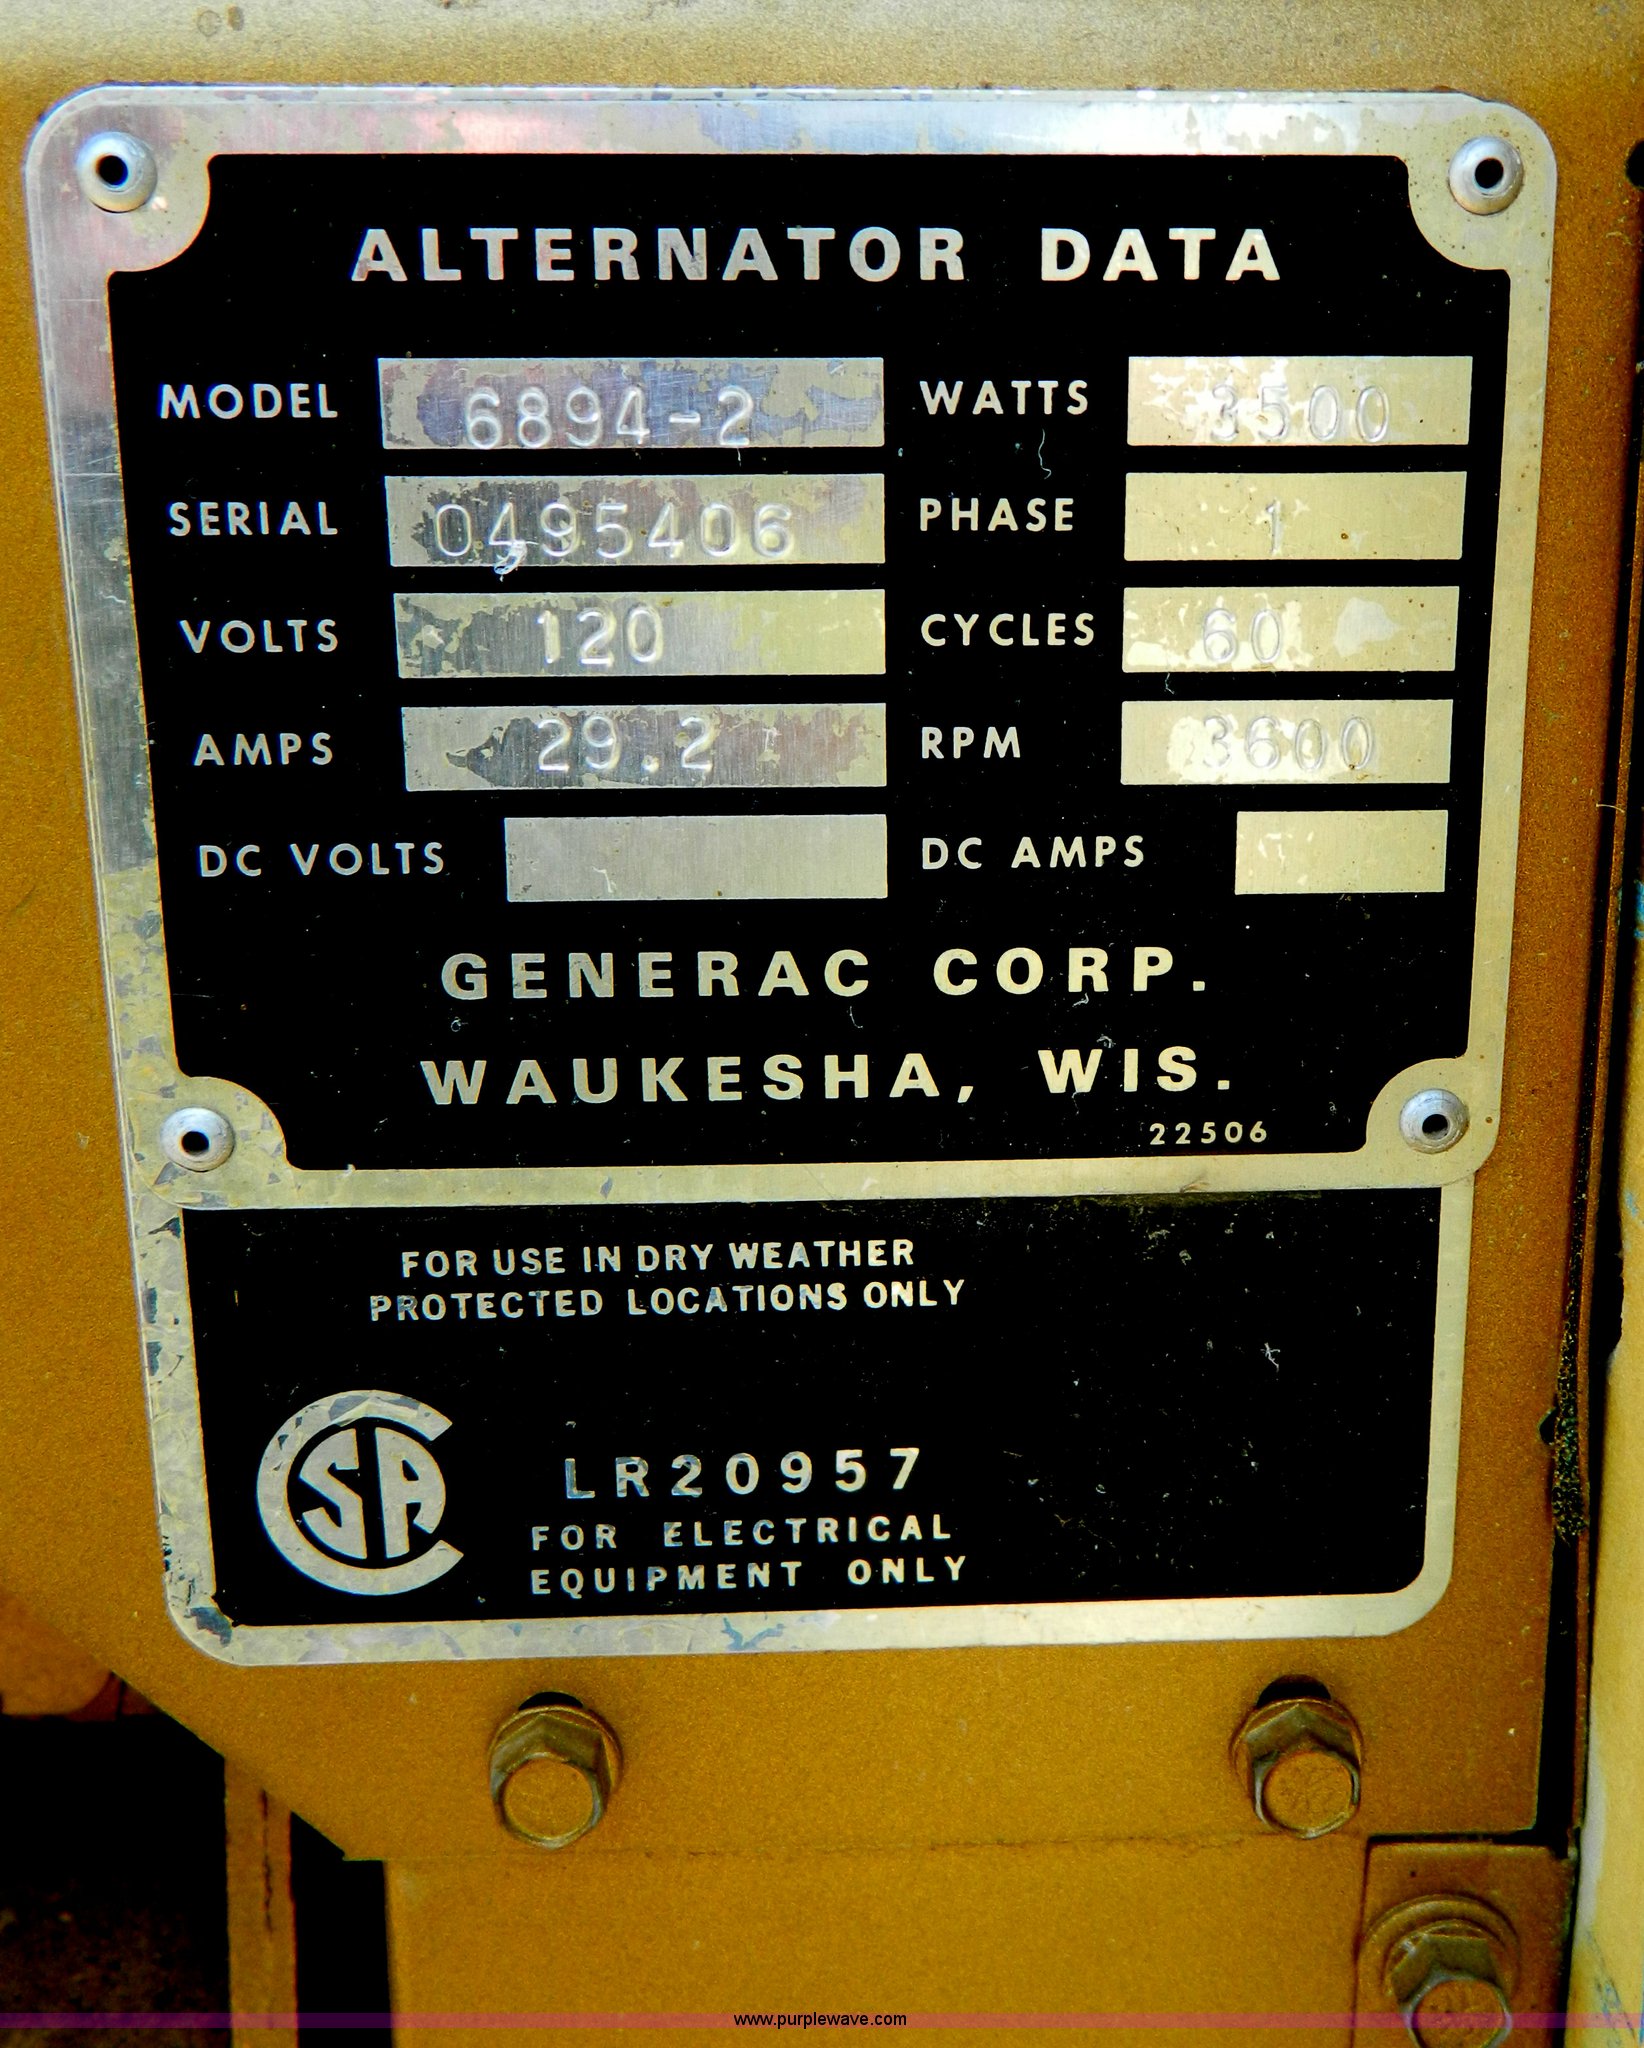 ALTERNATOR DATA
MODEL 6894-2 WATTS 3500
SERIAL 0495406 PHASE 1
VOLTS 120 CYCLES 60
AMPS 29.2 RPM 3600
DC VOLTS DC AMPS
GENERAC CORP.
WAUKESHA, WIS.
22506
FOR USE IN DRY WEATHER
PROTECTED LOCATIONS ONLY
CSA
LR20957
FOR ELECTRICAL
EQUIPMENT ONLY
www.purplewave.com